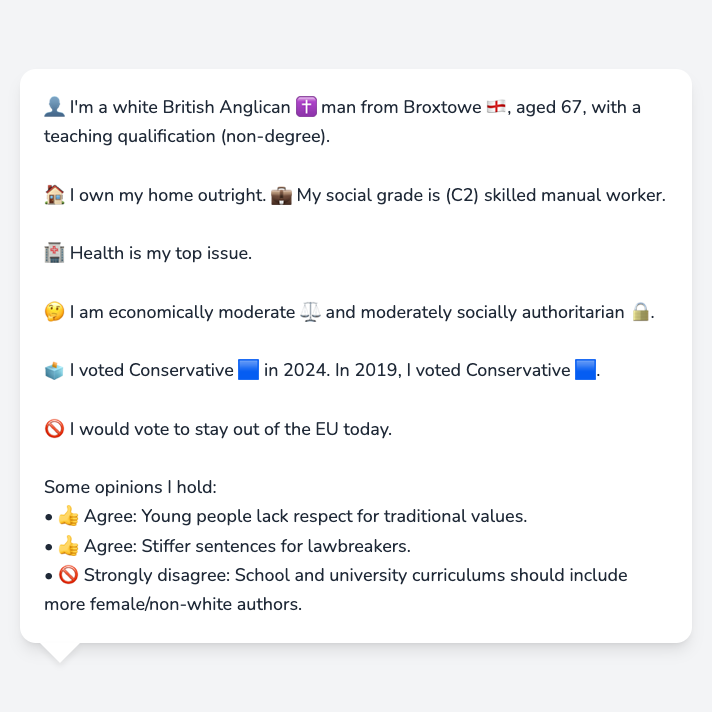 👤 I'm a white British Anglican ✝️ man from Broxtowe 🏴󠁧󠁢󠁥󠁮󠁧󠁿, aged 67, with a
teaching qualification (non-degree).
🏠 I own my home outright. 💼 My social grade is (C2) skilled manual worker.
🏥 Health is my top issue.
🤔 I am economically moderate ⚖️ and moderately socially authoritarian 🔒.
🗳️ I voted Conservative 🟦 in 2024. In 2019, I voted Conservative 🟦.
🚫 I would vote to stay out of the EU today.
Some opinions I hold:
• 👍 Agree: Young people lack respect for traditional values.
• 👍 Agree: Stiffer sentences for lawbreakers.
• 🚫 Strongly disagree: School and university curriculums should include
more female/non-white authors.